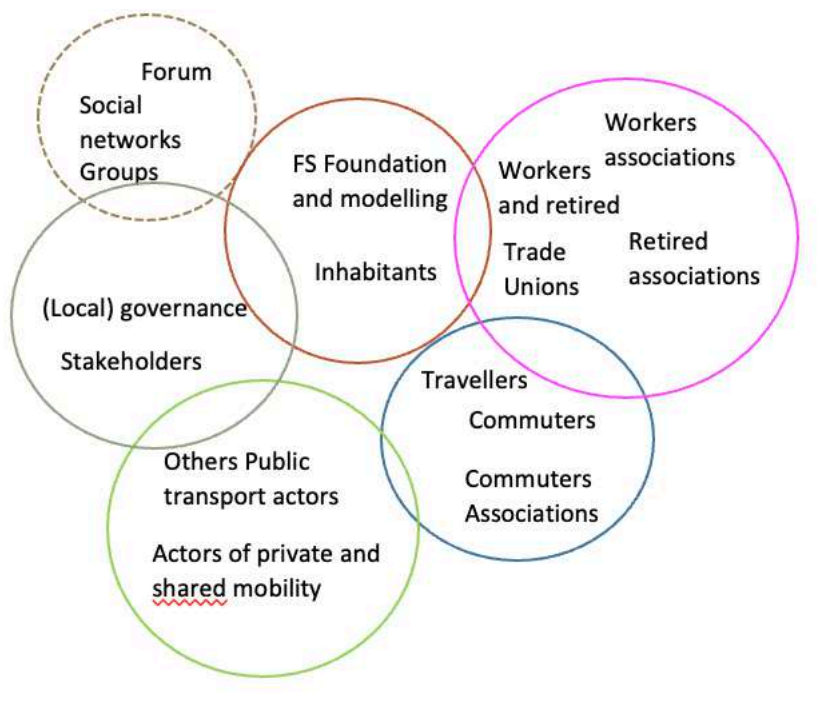 Forum
Social
networks
Groups
FS Foundation
and modelling
Inhabitants
Workers
associations
Workers
and retired
Trade
Unions
Retired
associations
(Local) governance
Stakeholders
Travellers
Commuters
Commuters
Associations
Others Public
transport actors
Actors of private and
shared mobility